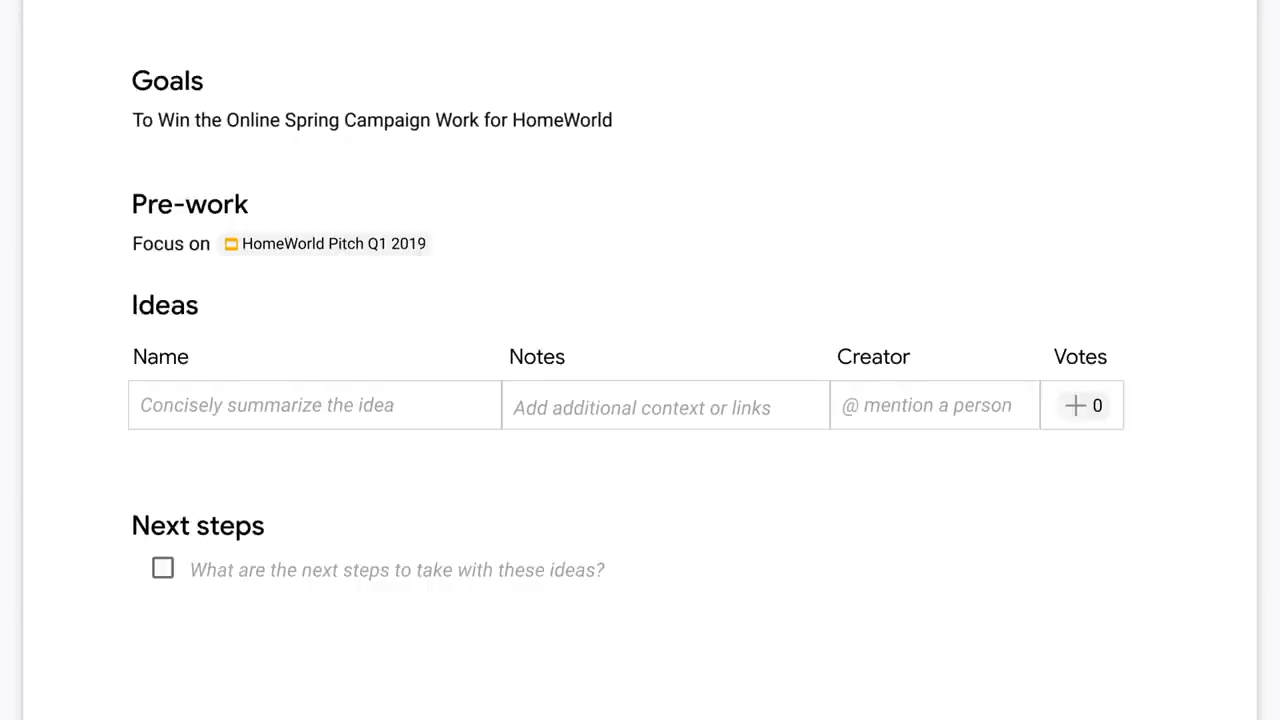 Goals
To Win the Online Spring Campaign Work for HomeWorld
Pre-work
Focus on HomeWorld Pitch Q1 2019
Ideas
Name Notes Creator Votes
Concisely summarize the idea Add additional context or links @ mention a person + 0
Next steps
What are the next steps to take with these ideas?